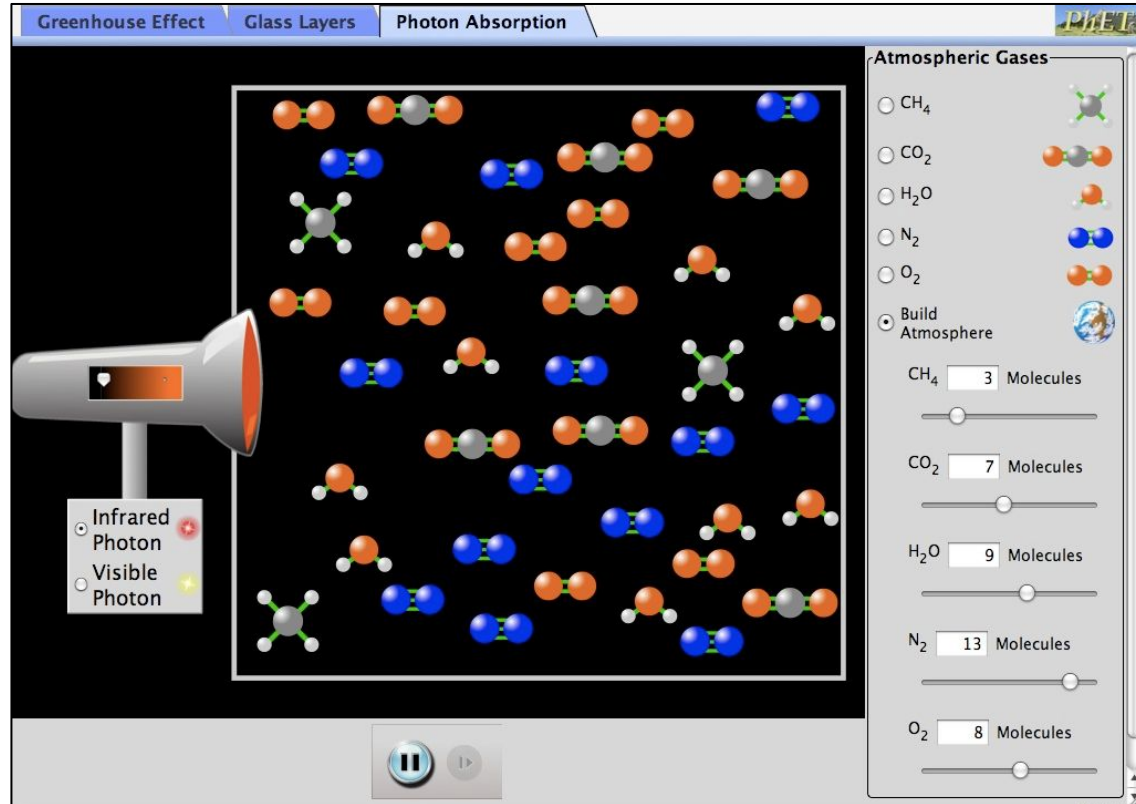 Greenhouse Effect Glass Layers Photon Absorption PhET
Atmospheric Gases
CH₄
CO₂
H₂O
N₂
O₂
Build
Atmosphere
CH₄ 3 Molecules
CO₂ 7 Molecules
H₂O 9 Molecules
N₂ 13 Molecules
O₂ 8 Molecules
Infrared
Photon
Visible
Photon